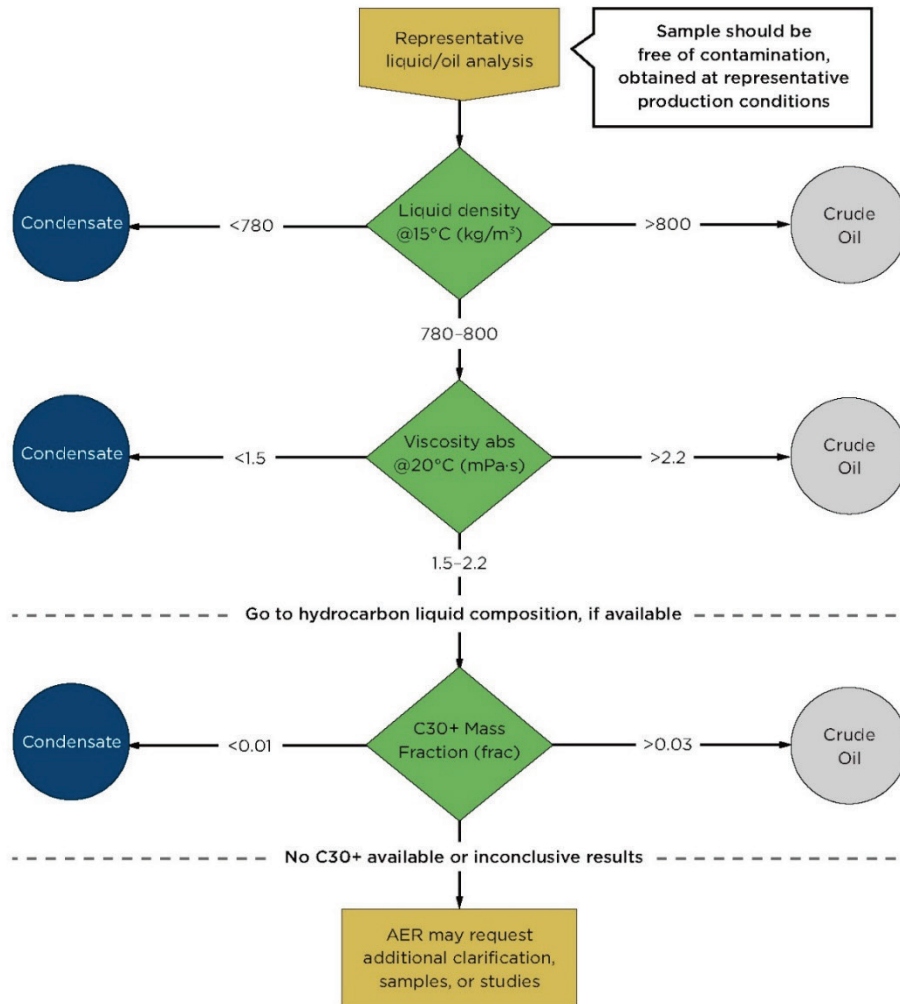 Representative
liquid/oil analysis
Sample should be
free of contamination,
obtained at representative
production conditions
Condensate
<780
Liquid density
@15°C (kg/m³)
>800
Crude
Oil
780–800
Condensate
<1.5
Viscosity abs
@20°C (mPa·s)
>2.2
Crude
Oil
1.5–2.2
Go to hydrocarbon liquid composition, if available
Condensate
<0.01
C30+ Mass
Fraction (frac)
>0.03
Crude
Oil
No C30+ available or inconclusive results
AER may request
additional clarification,
samples, or studies